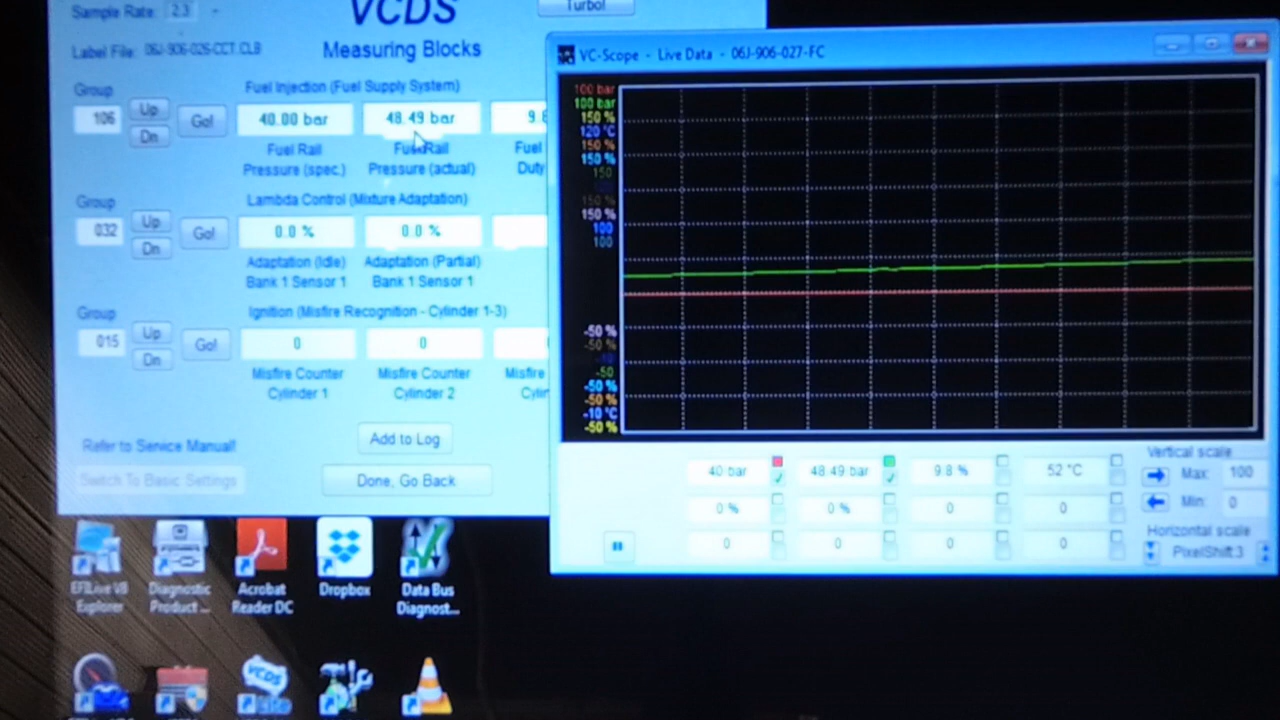 Sample Rate: 2.3
VCDS
Turbo!
Label File: 06J-906-026-CCT.CLB
Measuring Blocks
Group
Fuel Injection (Fuel Supply System)
106 Up Dn Go! 40.00 bar 48.49 bar 9.8
Fuel Rail Pressure (spec.) Fuel Rail Pressure (actual) Fuel Duty
Group
Lambda Control (Mixture Adaptation)
032 Up Dn Go! 0.0 % 0.0 %
Adaptation (Idle) Bank 1 Sensor 1 Adaptation (Partial) Bank 1 Sensor 1
Group
Ignition (Misfire Recognition - Cylinder 1-3)
015 Up Dn Go! 0 0
Misfire Counter Cylinder 1 Misfire Counter Cylinder 2 Misfire Cylin
Refer to Service Manual!
Add to Log
Switch To Basic Settings
Done, Go Back
VC-Scope - Live Data - 06J-906-027-FC
100 bar
100 bar
150 %
120 °C
150 %
150 %
150
150 %
150 %
100
100
-50 %
-50 %
-50
-50 %
-50 %
-10 °C
-50 %
40 bar 48.49 bar 9.8 % 52 °C
0 % 0 % 0 0
0 0 0 0
Vertical scale
Max: 100
Min: 0
Horizontal scale
PixelShift:3
EFILive V8 Explorer
Diagnostic Product ...
Acrobat Reader DC
Dropbox
Data Bus Diagnost...
VCDS
Lite